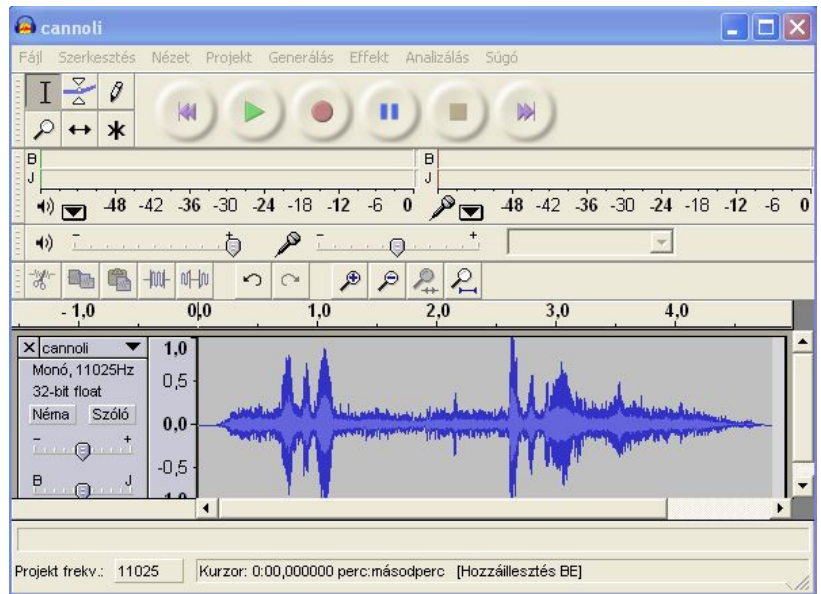 cannoli
Fájl Szerkesztés Nézet Projekt Generálás Effekt Analizálás Súgó
B B
J J
-48 -42 -36 -30 -24 -18 -12 -6 0 -48 -42 -36 -30 -24 -18 -12 -6 0
- + - +
- 1,0 0,0 1,0 2,0 3,0 4,0
cannoli 1,0
Monó, 11025Hz
0,5
32-bit float
Néma Szóló
0,0
- +
-0,5
B J
1.0
Projekt frekv.: 11025 Kurzor: 0:00,000000 perc:másodperc [Hozzáillesztés BE]